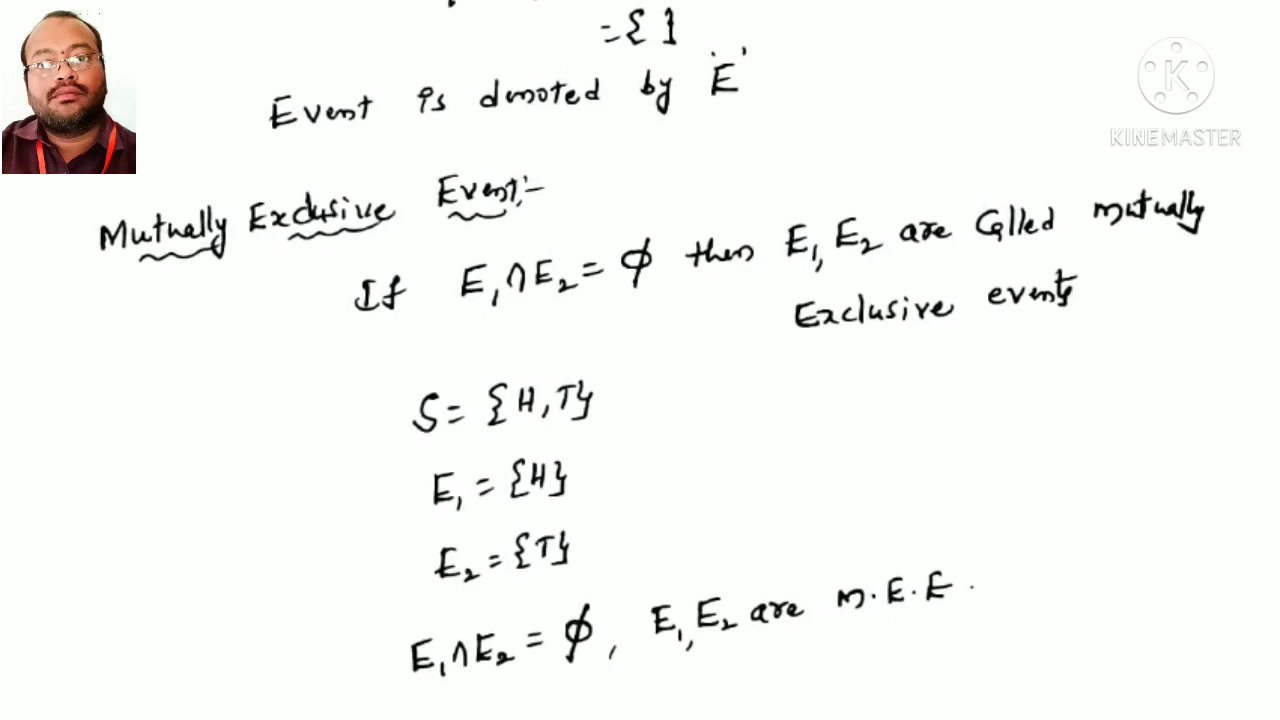 = { }
Event is denoted by 'E'
K
KINEMASTER
Mutually Exclusive Event:-
If E₁∩E₂ = ϕ then E₁, E₂ are Called mutually
Exclusive events
S = {H, T}
E₁ = {H}
E₂ = {T}
E₁∩E₂ = ϕ, E₁, E₂ are M.E.E.